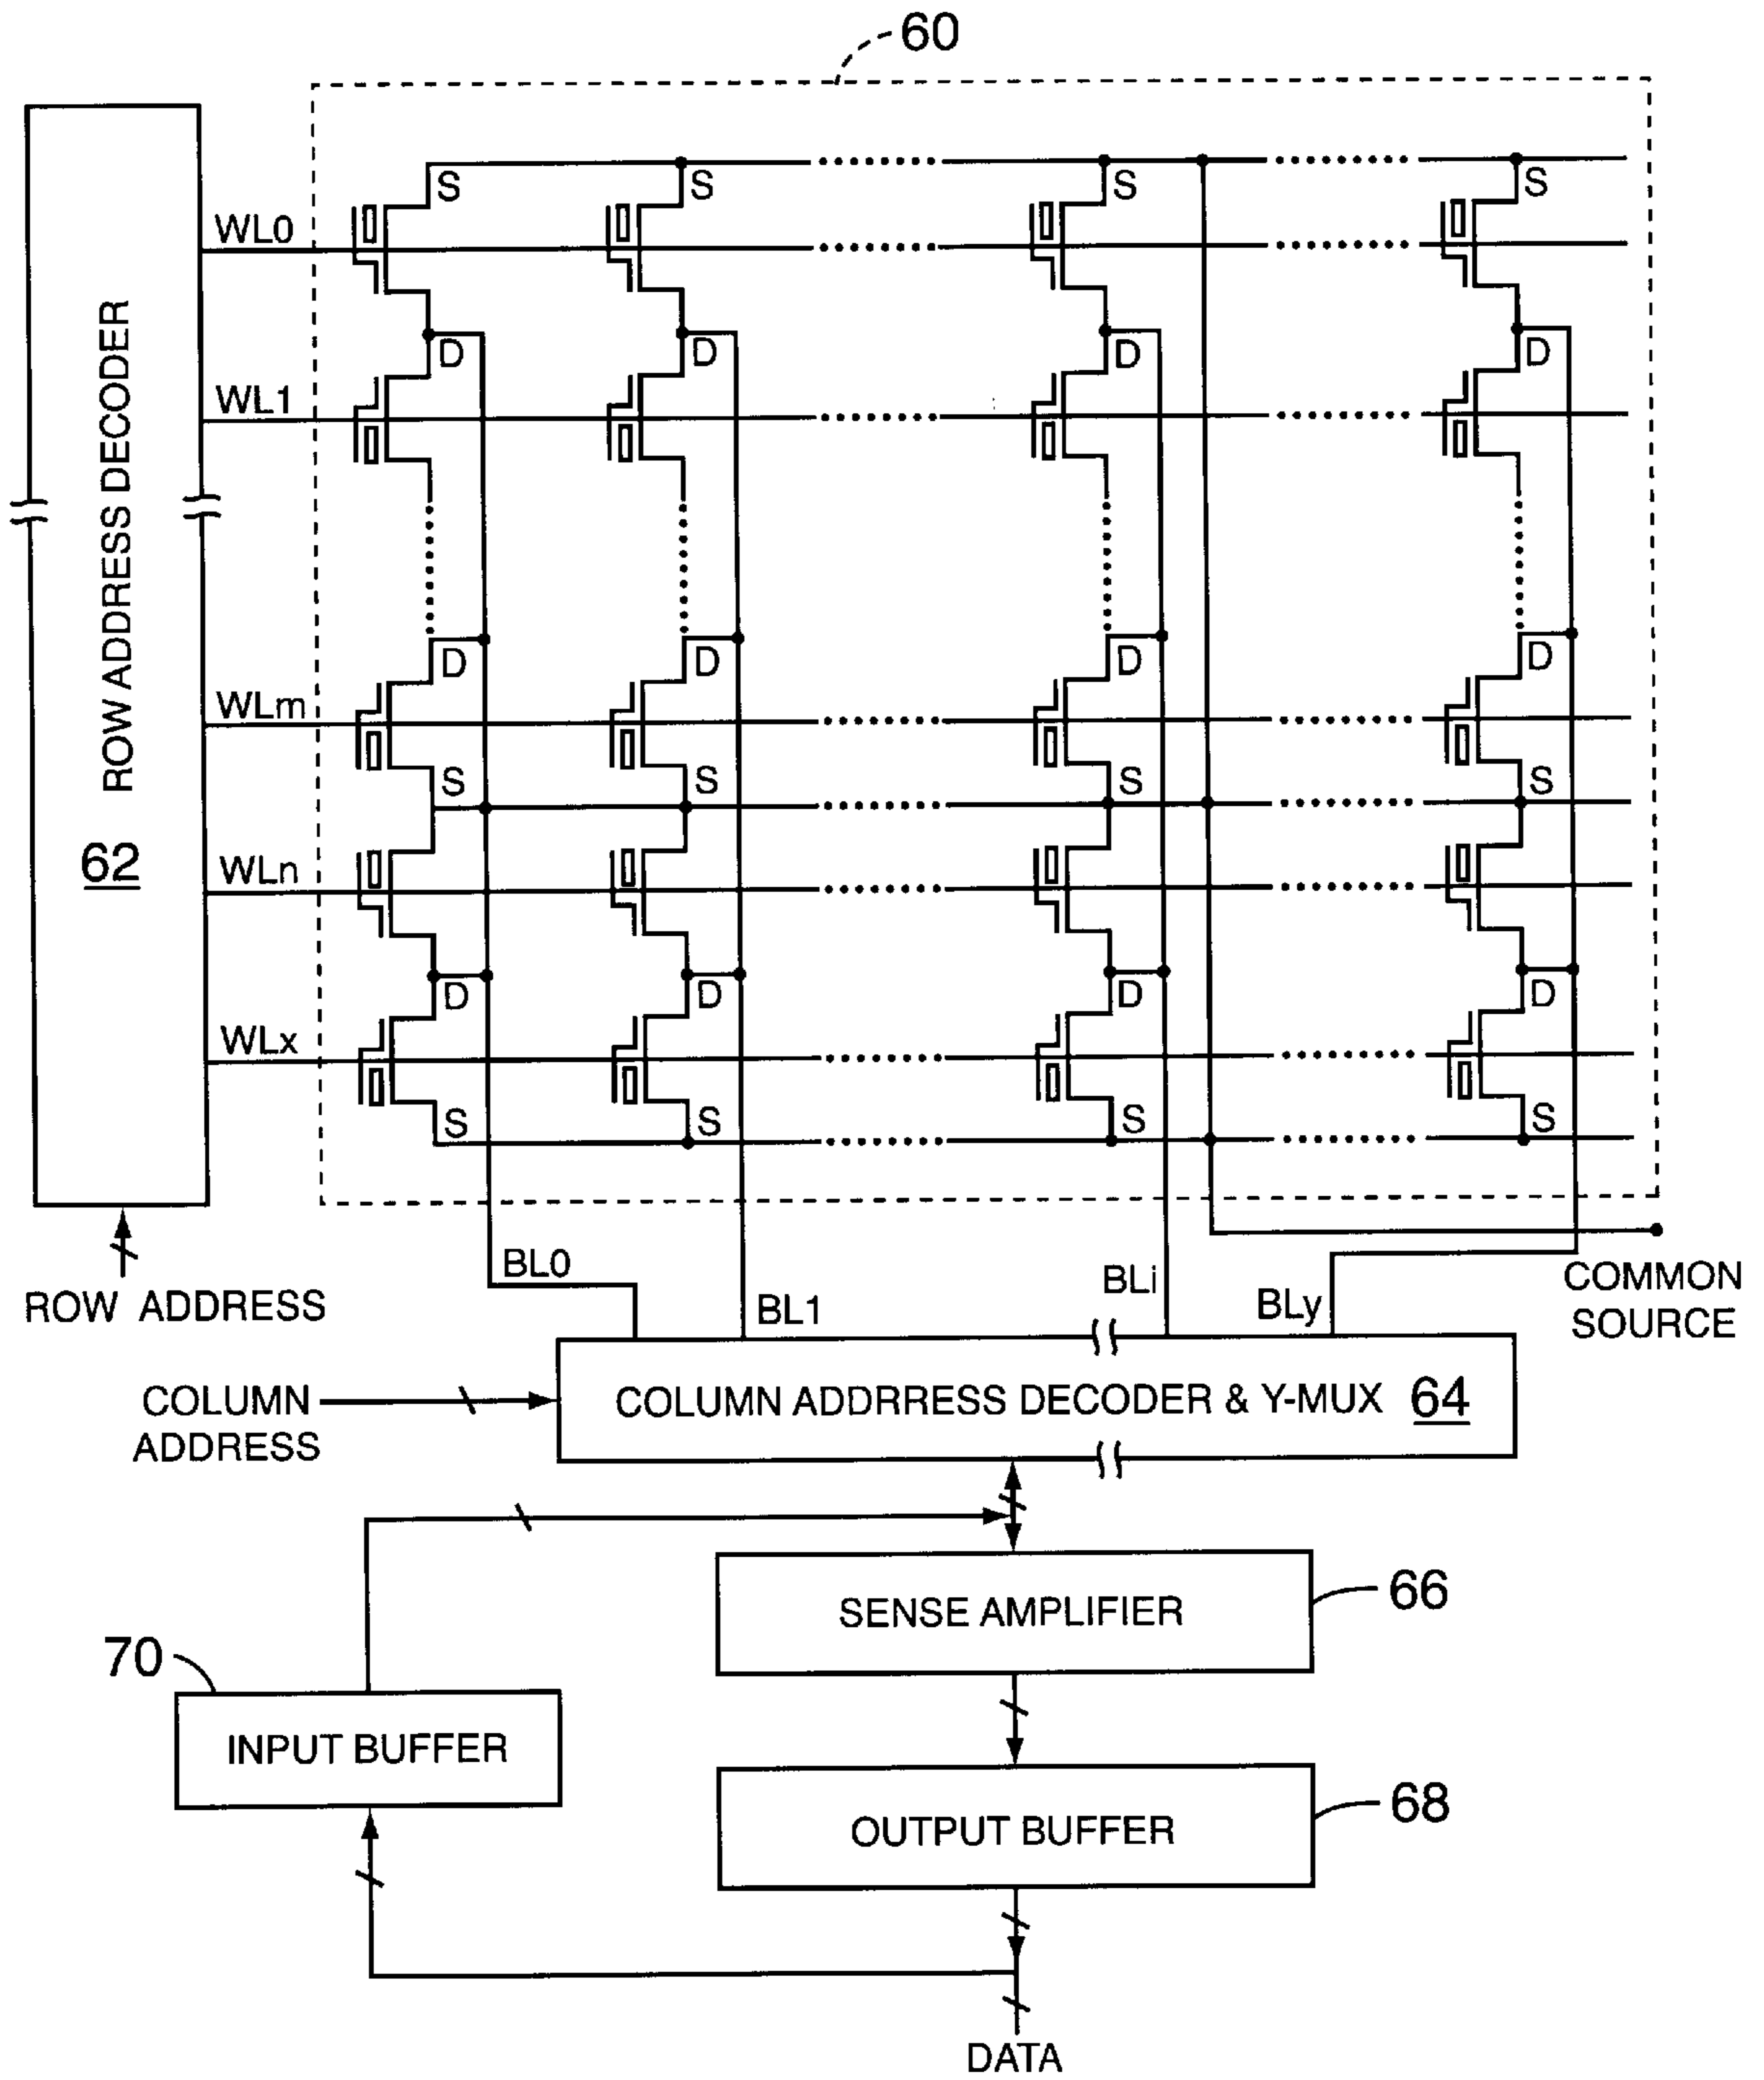 60
S S S S
WL0
D D D D
WL1
ROW ADDRESS DECODER
62
D D D D
WLm
S S S S
WLn
D D D D
WLx
S S S S
ROW ADDRESS
BL0
BL1
BLi
BLy
COMMON
SOURCE
COLUMN
ADDRESS
COLUMN ADDRRESS DECODER & Y-MUX 64
SENSE AMPLIFIER
66
70
INPUT BUFFER
OUTPUT BUFFER
68
DATA